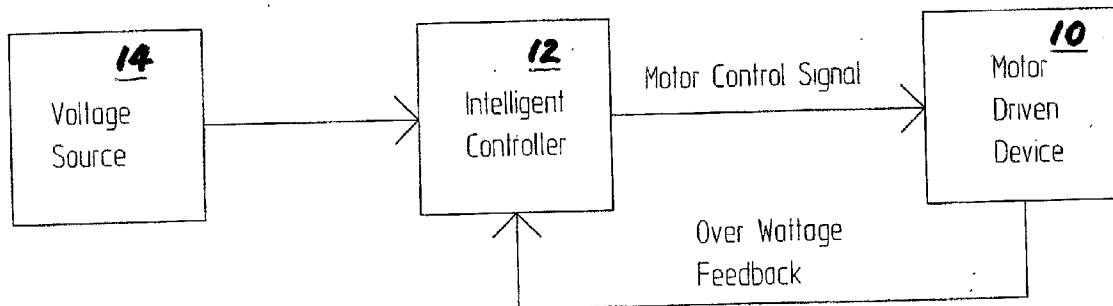 14
Voltage
Source
12
Intelligent
Controller
Motor Control Signal
10
Motor
Driven
Device
Over Wattage
Feedback